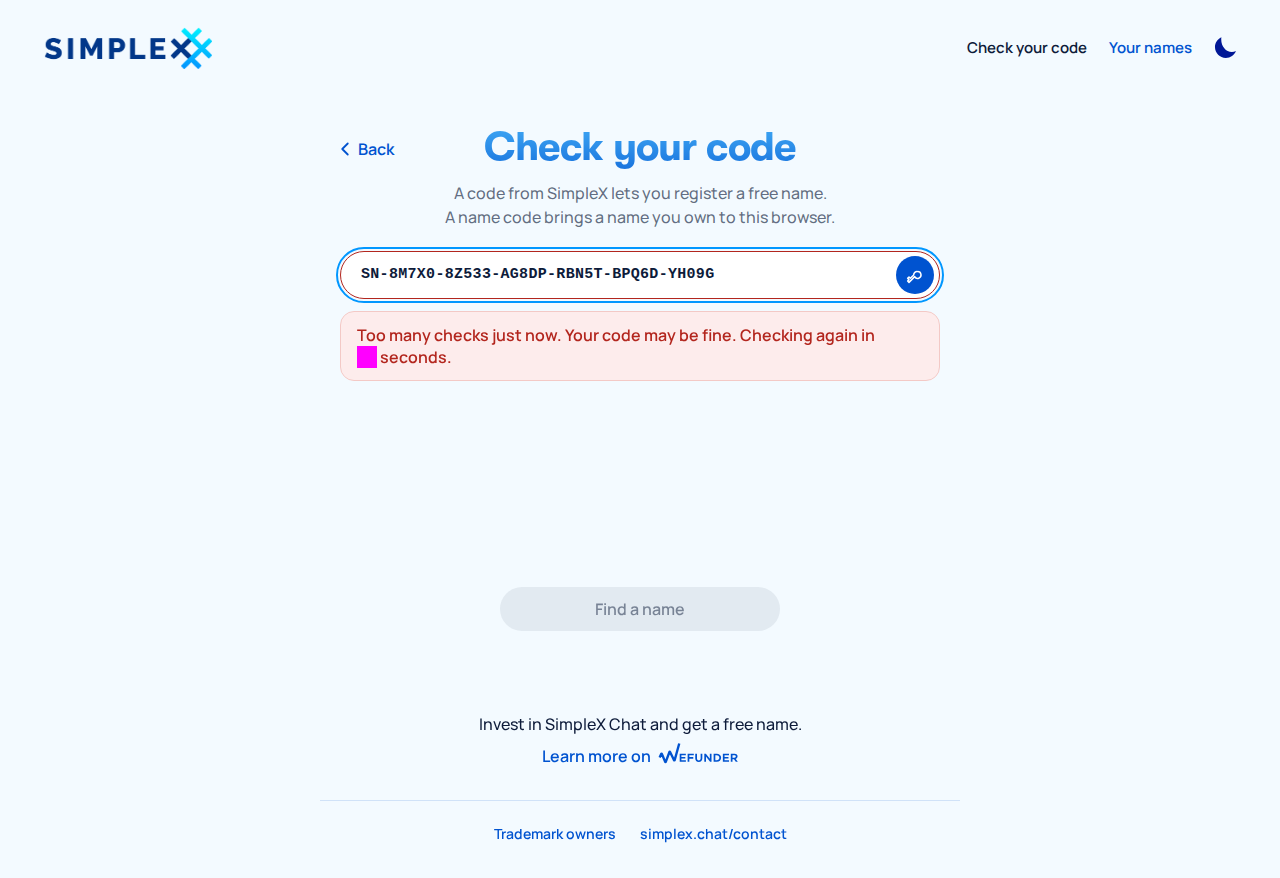 SIMPLEX
Check your code
Your names
Back
Check your code
A code from SimpleX lets you register a free name.
A name code brings a name you own to this browser.
SN-8M7X0-8Z533-AG8DP-RBN5T-BPQ6D-YH09G
Too many checks just now. Your code may be fine. Checking again in
seconds.
Find a name
Invest in SimpleX Chat and get a free name.
Learn more on WEFUNDER
Trademark owners
simplex.chat/contact